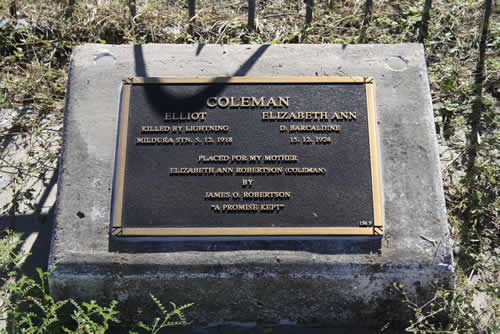 COLEMAN
ELLIOT ELIZABETH ANN
KILLED BY LIGHTNING D. BARCALDINE
MILDURA STN. 5. 12. 1918 15. 12. 1924
PLACED FOR MY MOTHER
ELIZABETH ANN ROBERTSON (COLEMAN)
BY
JAMES O. ROBERTSON
"A PROMISE KEPT"